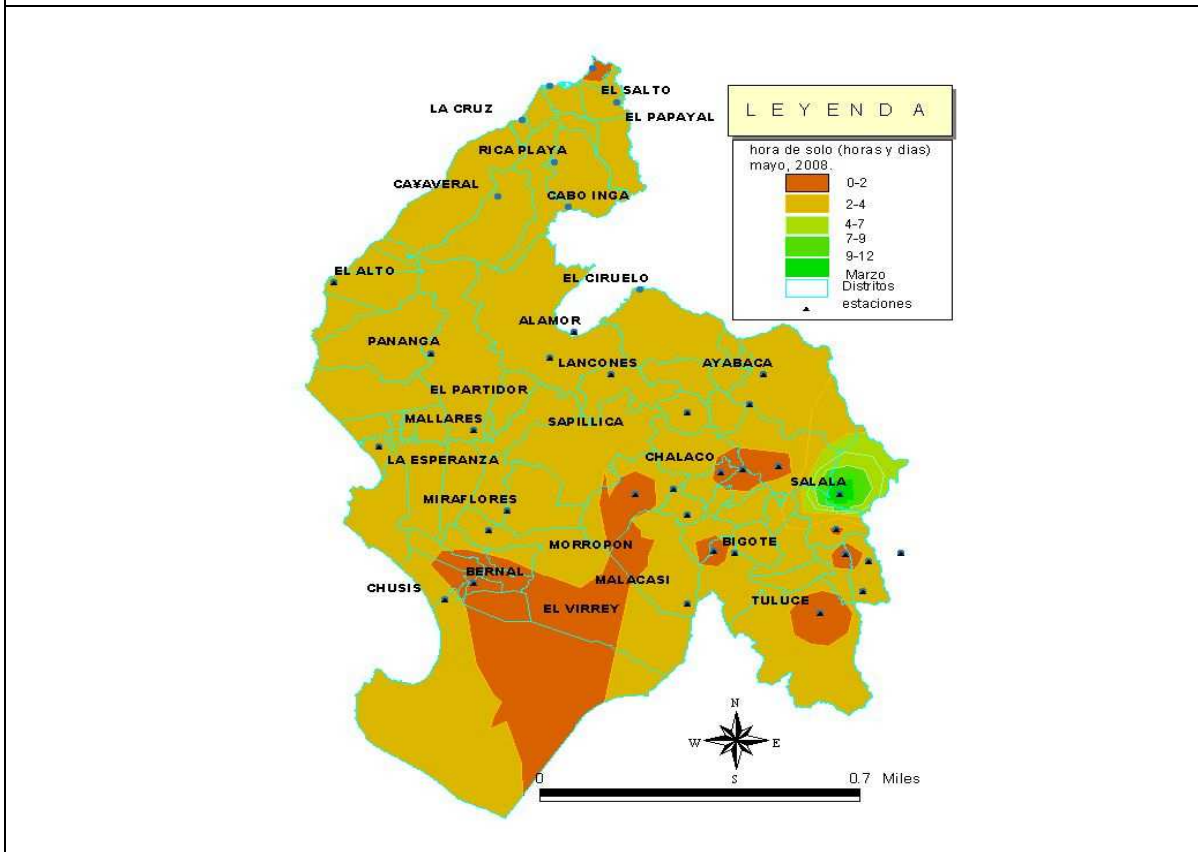 EL SALTO
LA CRUZ
EL PAPAYAL
RICA PLAYA
CA¥AVERAL
CABO INGA
EL ALTO
EL CIRUELO
ALAMOR
PANANGA
LANCONES
AYABACA
EL PARTIDOR
MALLARES
SAPILLICA
LA ESPERANZA
CHALACO
SALALA
MIRAFLORES
MORROPON
BIGOTE
BERNAL
MALACASI
CHUSIS
EL VIRREY
TULUCE
LEYENDA
hora de solo (horas y dias)
mayo, 2008.
0-2
2-4
4-7
7-9
9-12
Marzo
Distritos
estaciones
N
W E
S
0 0.7 Miles